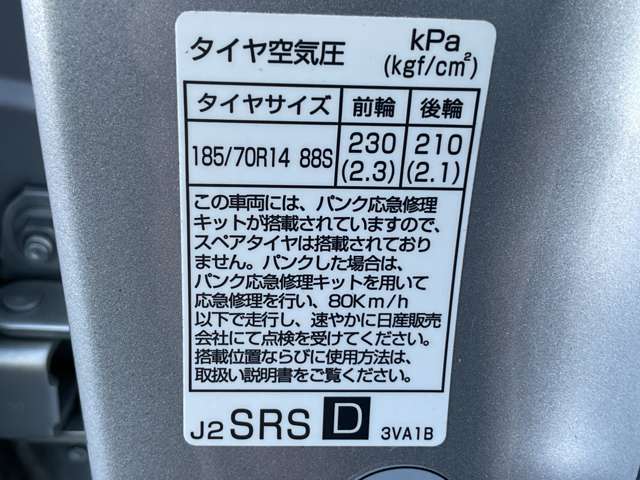 タイヤ空気圧 kPa
(kgf/cm²)
タイヤサイズ 前輪 後輪
185/70R14 88S 230 210
(2.3) (2.1)
この車両には、パンク応急修理
キットが搭載されていますので、
スペアタイヤは搭載されており
ません。パンクした場合は、
パンク応急修理キットを用いて
応急修理を行い、80Km/h
以下で走行し、速やかに日産販売
会社にて点検を受けてください。
搭載位置ならびに使用方法は、
取扱い説明書をご覧ください。
J2 SRS D 3VA1B